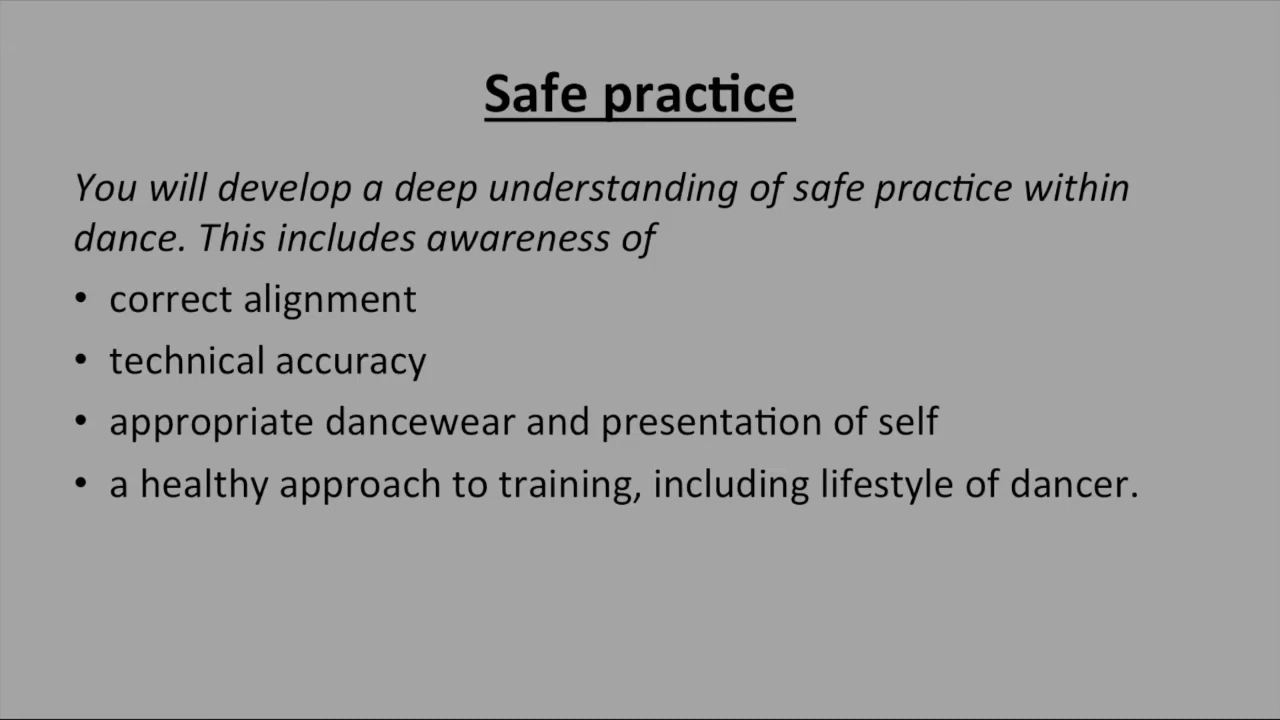 Safe practice
You will develop a deep understanding of safe practice within
dance. This includes awareness of
• correct alignment
• technical accuracy
• appropriate dancewear and presentation of self
• a healthy approach to training, including lifestyle of dancer.